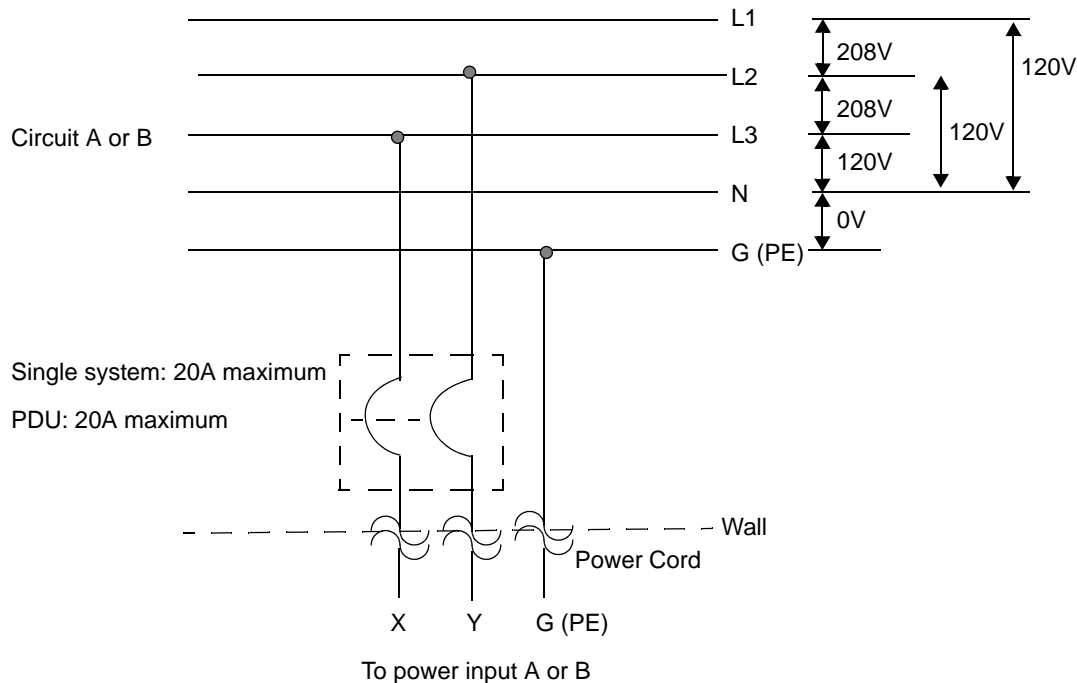 L1
208V
120V
L2
208V
120V
Circuit A or B
L3
120V
N
0V
G (PE)
Single system: 20A maximum
PDU: 20A maximum
Wall
Power Cord
X Y G (PE)
To power input A or B